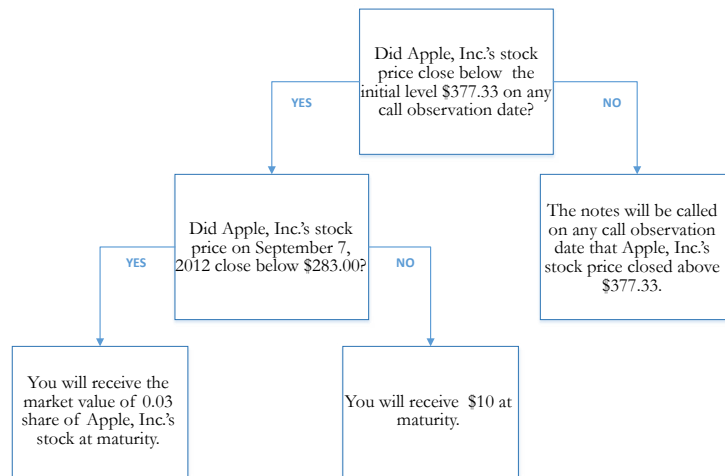 Did Apple, Inc.'s stock
price close below the
initial level $377.33 on any
call observation date?
YES
NO
Did Apple, Inc.'s stock
price on September 7,
2012 close below $283.00?
The notes will be called
on any call observation
date that Apple, Inc.'s
stock price closed above
$377.33.
YES
NO
You will receive the
market value of 0.03
share of Apple, Inc.'s
stock at maturity.
You will receive $10 at
maturity.